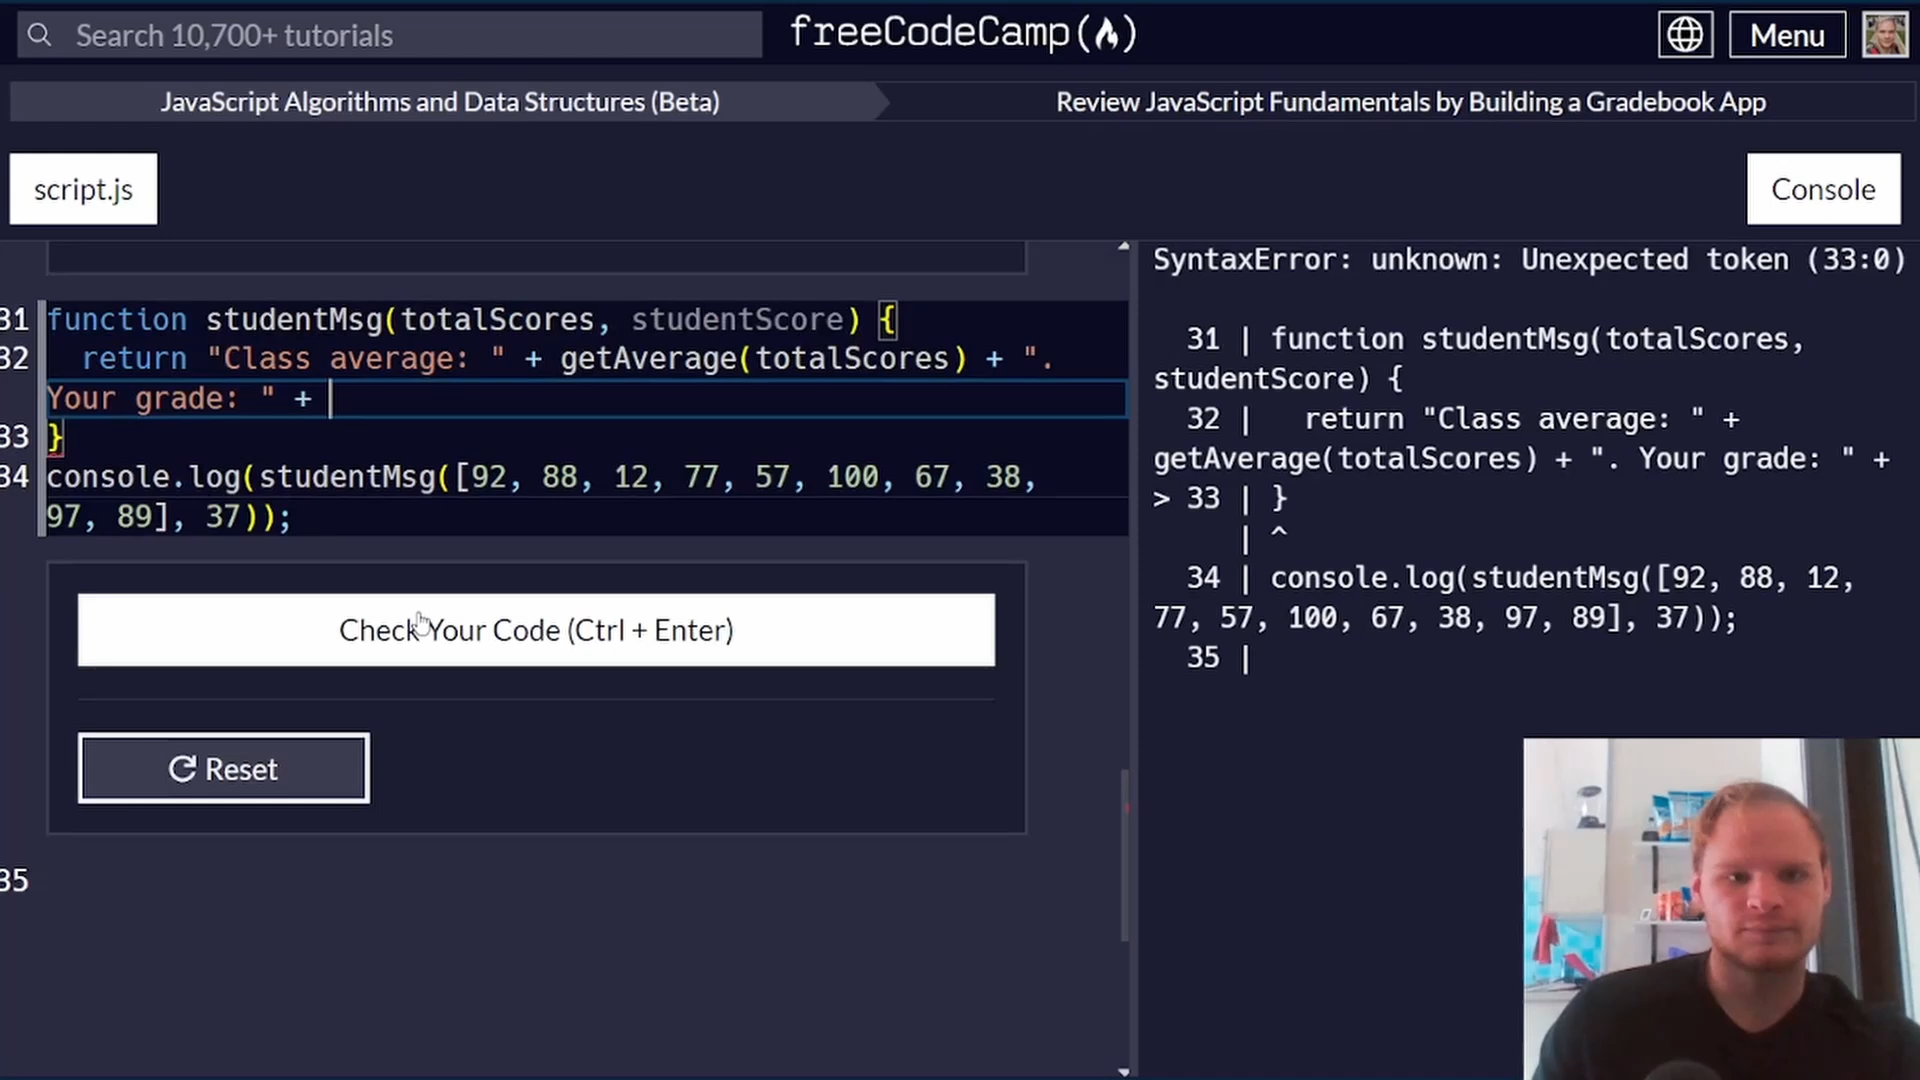 Search 10,700+ tutorials
freeCodeCamp
Menu
JavaScript Algorithms and Data Structures (Beta)
Review JavaScript Fundamentals by Building a Gradebook App
script.js
Console
31 function studentMsg(totalScores, studentScore) {
32   return "Class average: " + getAverage(totalScores) + ".
Your grade: " +
33 }
34 console.log(studentMsg([92, 88, 12, 77, 57, 100, 67, 38,
97, 89], 37));
Check Your Code (Ctrl + Enter)
Reset
35
SyntaxError: unknown: Unexpected token (33:0)
31 | function studentMsg(totalScores,
studentScore) {
32 |   return "Class average: " +
getAverage(totalScores) + ". Your grade: " +
> 33 | }
| ^
34 | console.log(studentMsg([92, 88, 12,
77, 57, 100, 67, 38, 97, 89], 37));
35 |